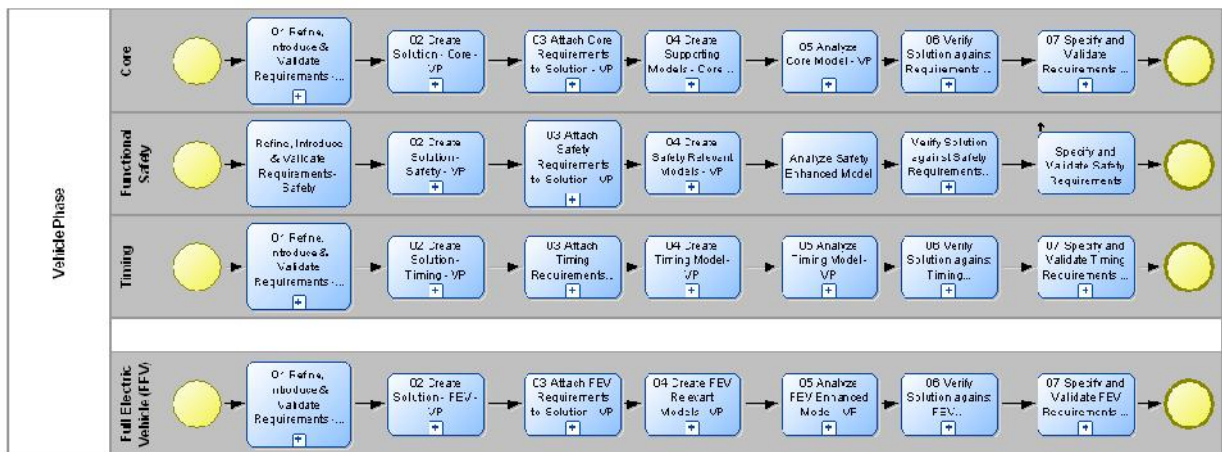 VehiclePhase
Core
01 Refine,
Introduce &
Validate
Requirements -...
02 Create
Solution - Core -
VP
03 Attach Core
Requirements
to Solution - VP
04 Create
Supporting
Models - Core ...
05 Analyze
Core Model - VP
06 Verify
Solution against
Requirements ...
07 Specify and
Validate
Requirements ...
Functional
Safety
Refine, Introduce
& Validate
Requirements-
Safety
02 Create
Solution-
Safety - VP
03 Attach
Safety
Requirements
to Solution - VP
04 Create
Safety Relevant
Models - VP
Analyze Safety
Enhanced Model
Verify Solution
against Safety
Requirements...
Specify and
Validate Safety
Requirements
Timing
01 Refine,
Introduce &
Validate
Requirements -...
02 Create
Solution-
Timing - VP
03 Attach
Timing
Requirements...
04 Create
Timing Model-
VP
05 Analyze
Timing Model-
VP
06 Verify
Solution agains:
Timing...
07 Specify and
Validate Timing
Requirements ...
Full Electric
Vehicle (FEV)
01 Refine,
Introduce &
Validate
Requirements -...
02 Create
Solution - FEV -
VP
03 Attach FEV
Requirements
to Solution - VP
04 Create FEV
Relevant
Models - VP
05 Analyze
FEV Enhanced
Model - VP
06 Verify
Solution against
FEV...
07 Specify and
Validate FEV
Requirements ...